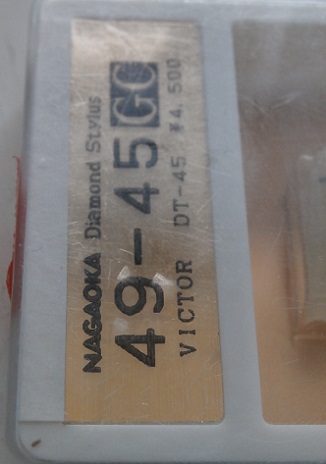 NAGAOKA Diamond Stylus
49-45 GC
VICTOR DT-45 ¥4,500